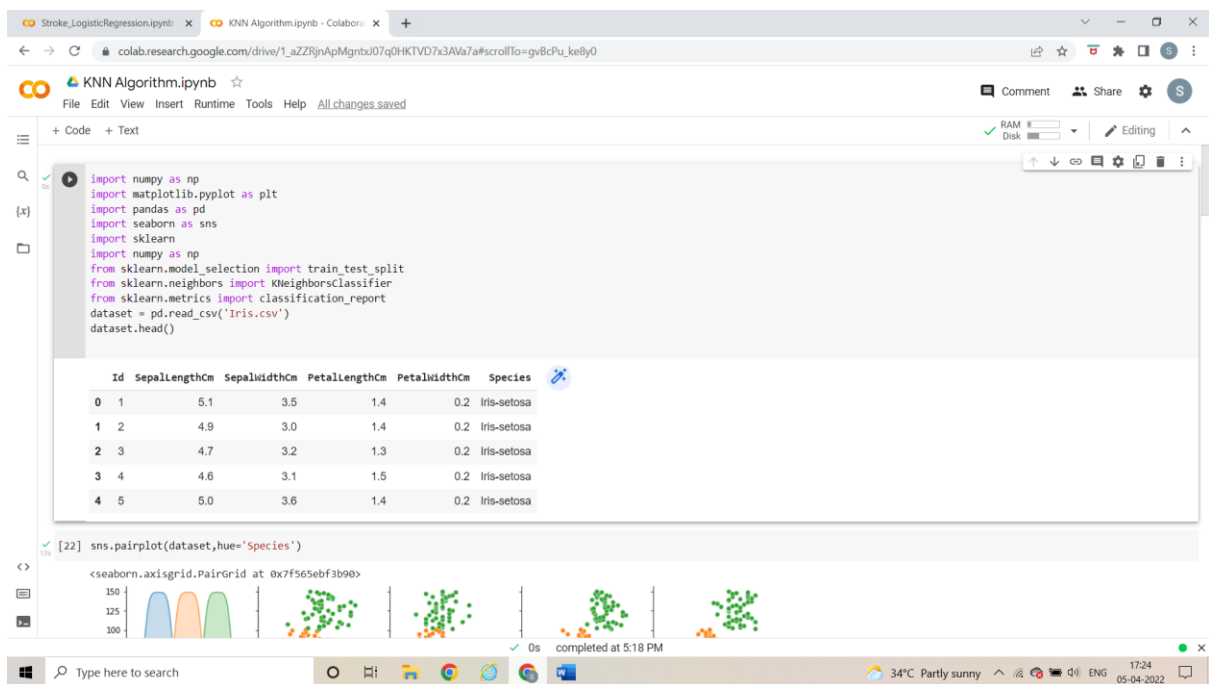 Stroke_LogisticRegression.ipynb
KNN Algorithm.ipynb - Colabora
colab.research.google.com/drive/1_aZZRjnApMgntxJ07q0HKTVD7x3AVa7a#scrollTo=gvBcPu_ke8y0
S
KNN Algorithm.ipynb
Comment Share S
File Edit View Insert Runtime Tools Help All changes saved
+ Code + Text
RAM
Disk
Editing
0s
{x}
import numpy as np
import matplotlib.pyplot as plt
import pandas as pd
import seaborn as sns
import sklearn
import numpy as np
from sklearn.model_selection import train_test_split
from sklearn.neighbors import KNeighborsClassifier
from sklearn.metrics import classification_report
dataset = pd.read_csv('Iris.csv')
dataset.head()
Id SepalLengthCm SepalWidthCm PetalLengthCm PetalWidthCm Species
0 1 5.1 3.5 1.4 0.2 Iris-setosa
1 2 4.9 3.0 1.4 0.2 Iris-setosa
2 3 4.7 3.2 1.3 0.2 Iris-setosa
3 4 4.6 3.1 1.5 0.2 Iris-setosa
4 5 5.0 3.6 1.4 0.2 Iris-setosa
[22] sns.pairplot(dataset,hue='Species')
13s
<seaborn.axisgrid.PairGrid at 0x7f565ebf3b90>
150
125
100
0s completed at 5:18 PM
Type here to search
34°C Partly sunny
ENG
17:24
05-04-2022